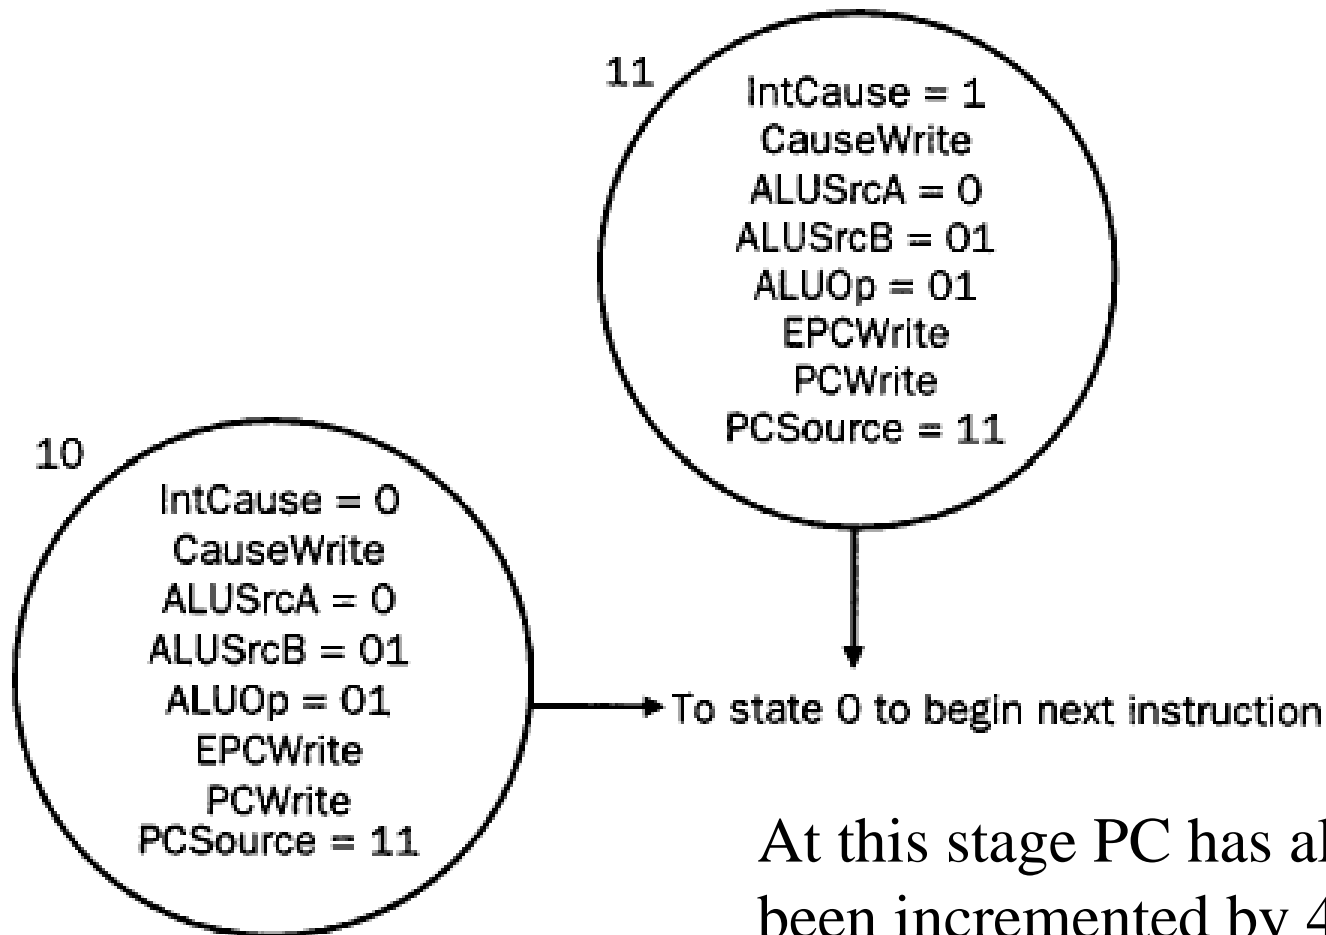 11
IntCause = 1
CauseWrite
ALUSrcA = 0
ALUSrcB = 01
ALUOp = 01
EPCWrite
PCWrite
PCSource = 11
10
IntCause = 0
CauseWrite
ALUSrcA = 0
ALUSrcB = 01
ALUOp = 01
EPCWrite
PCWrite
PCSource = 11
To state 0 to begin next instruction
At this stage PC has
been incremented by 4